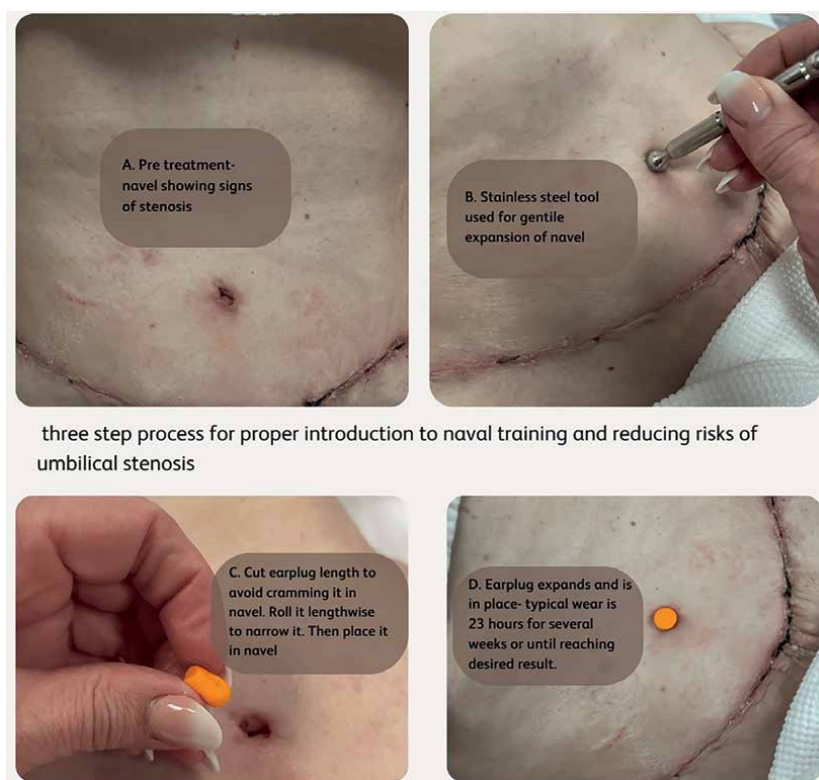 A. Pre treatment-
navel showing signs
of stenosis
B. Stainless steel tool
used for gentile
expansion of navel
three step process for proper introduction to naval training and reducing risks of
umbilical stenosis
C. Cut earplug length to
avoid cramming it in
navel. Roll it lengthwise
to narrow it. Then place it
in navel
D. Earplug expands and is
in place- typical wear is
23 hours for several
weeks or until reaching
desired result.